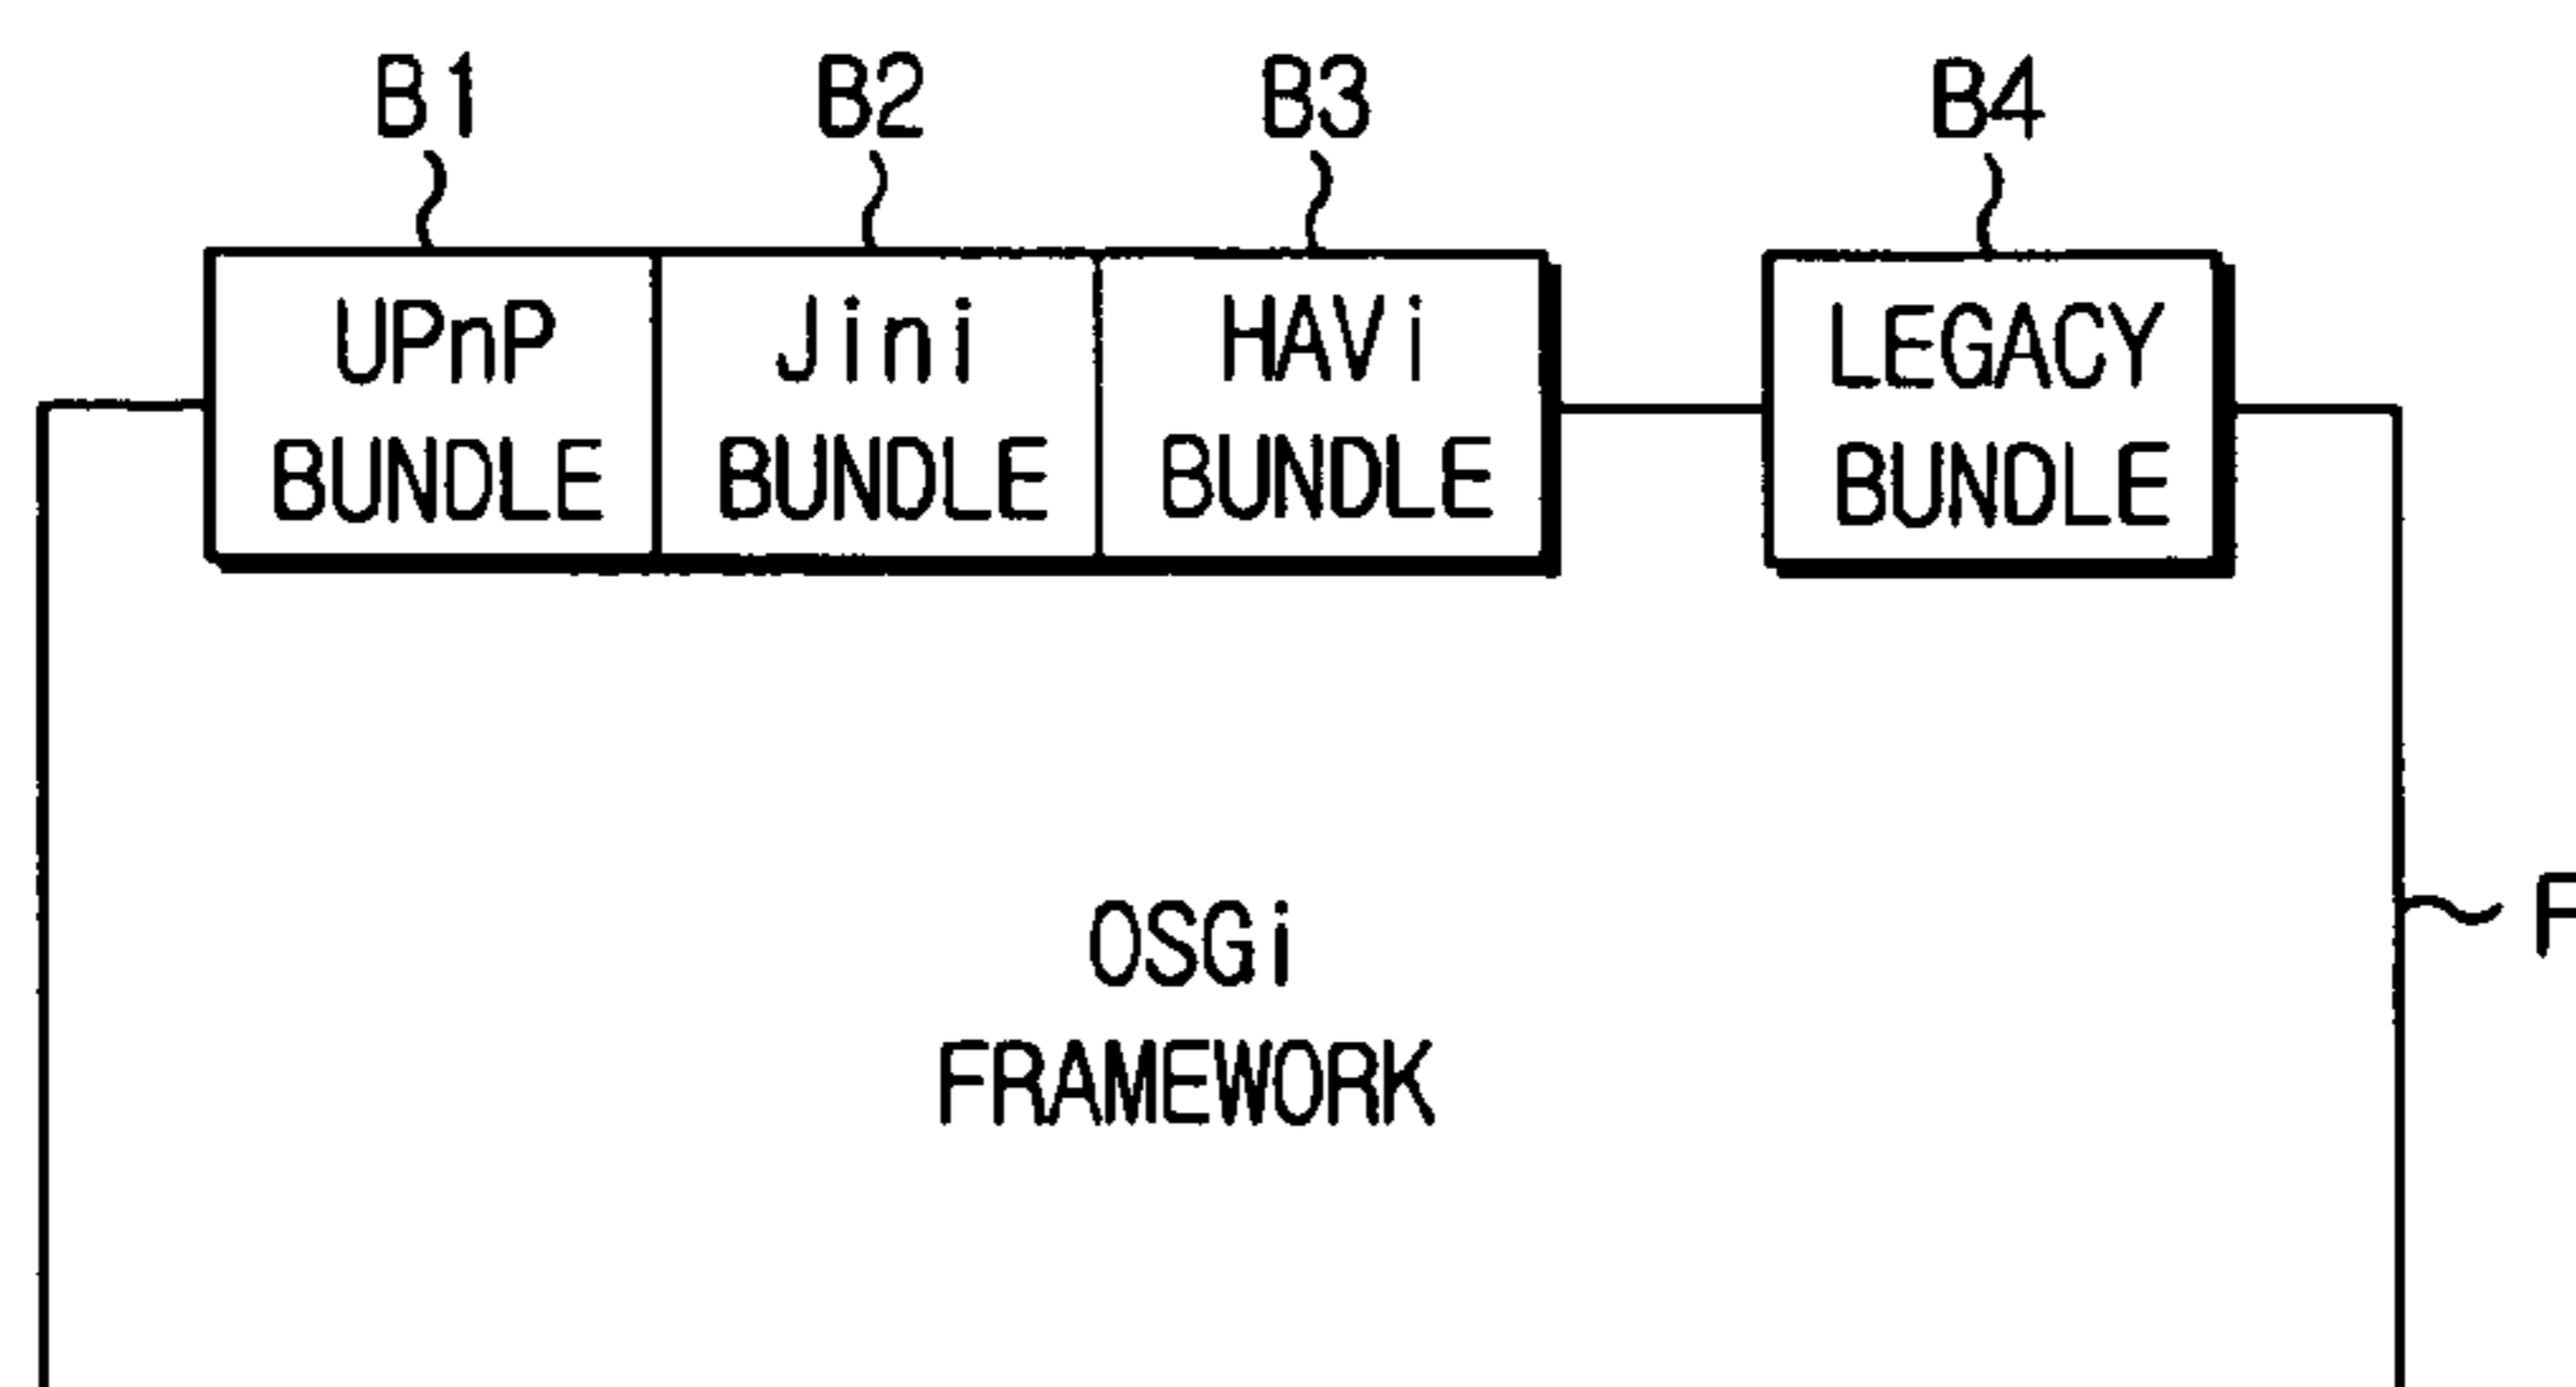 B1 B2 B3 B4
UPnP BUNDLE
Jini BUNDLE
HAVi BUNDLE
LEGACY BUNDLE
OSGi
FRAMEWORK
F